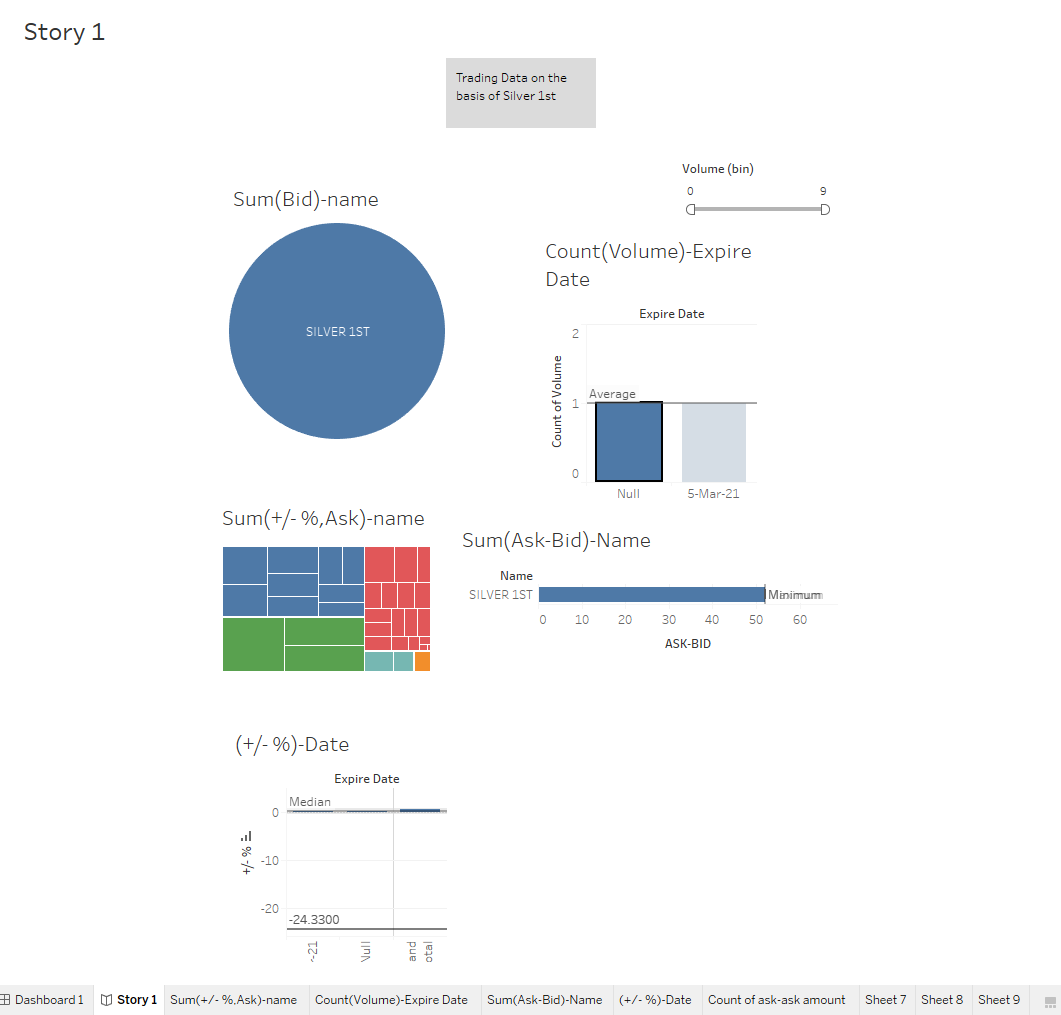 Story 1
Trading Data on the
basis of Silver 1st
Volume (bin)
0 9
Sum(Bid)-name
SILVER 1ST
Count(Volume)-Expire
Date
Expire Date
2
Average
1
0
Count of Volume
Null 5-Mar-21
Sum(+/- %,Ask)-name
Sum(Ask-Bid)-Name
Name
SILVER 1ST
Minimum
0 10 20 30 40 50 60
ASK-BID
(+/- %)-Date
Expire Date
Median
0
-10
-20
+/- %
-24.3300
-21
Null
and
otal
Dashboard 1 Story 1 Sum(+/- %,Ask)-name Count(Volume)-Expire Date Sum(Ask-Bid)-Name (+/- %)-Date Count of ask-ask amount Sheet 7 Sheet 8 Sheet 9